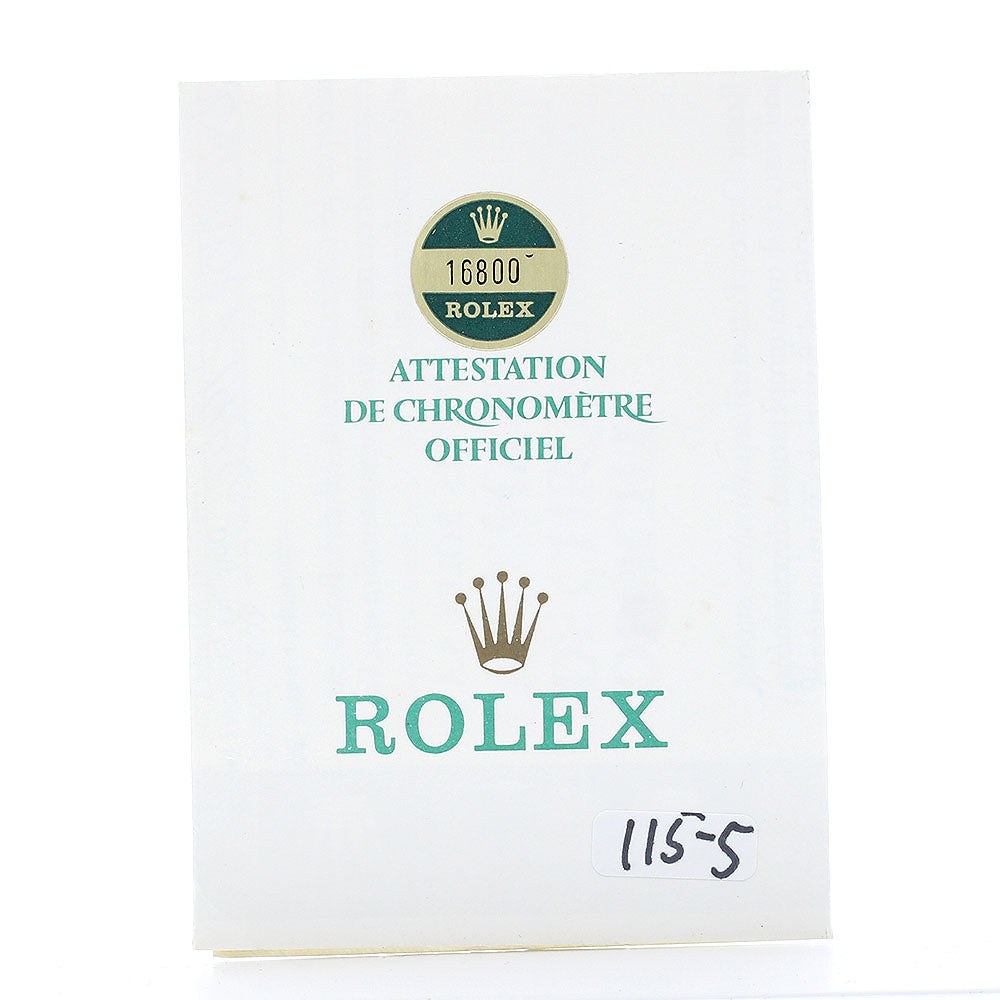 16800
ROLEX
ATTESTATION
DE CHRONOMÈTRE
OFFICIEL
ROLEX
115-5